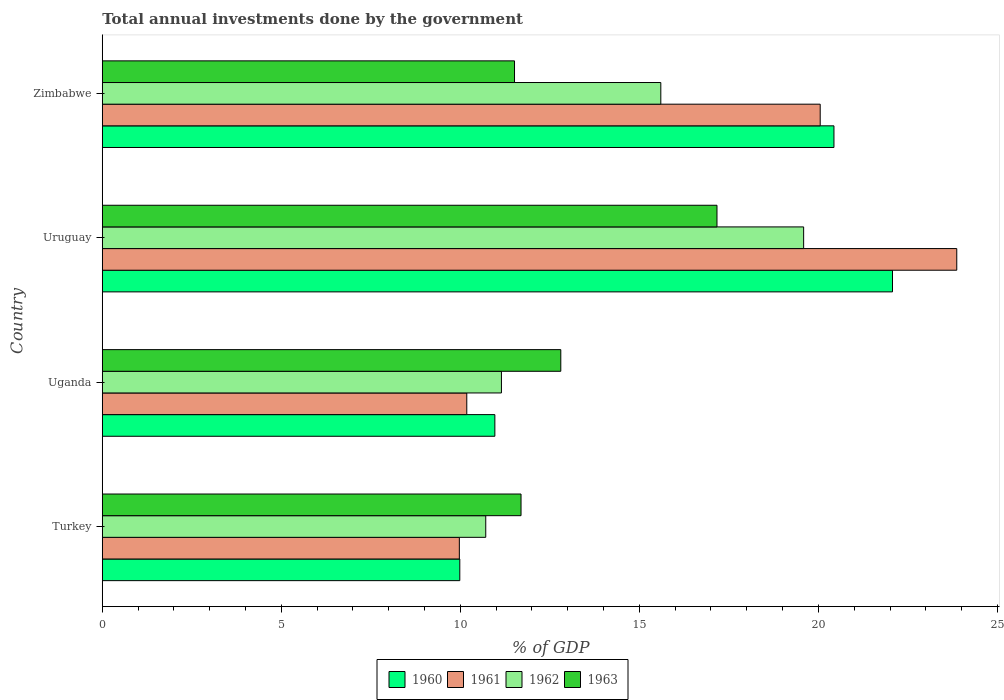 Total annual investments done by the government
Country
Zimbabwe
Uruguay
Uganda
Turkey
0
5
10
15
20
25
% of GDP
1960
1961
1962
1963